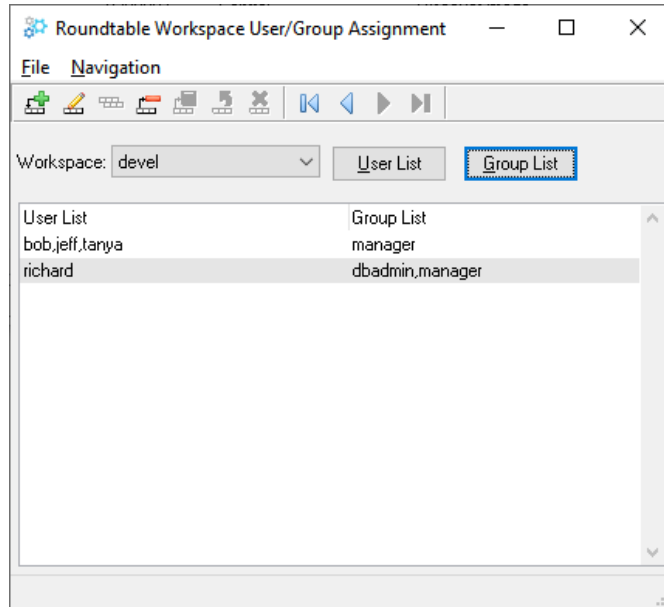 Roundtable Workspace User/Group Assignment
File Navigation
Workspace: devel User List Group List
User List Group List
bob,jeff,tanya manager
richard dbadmin,manager